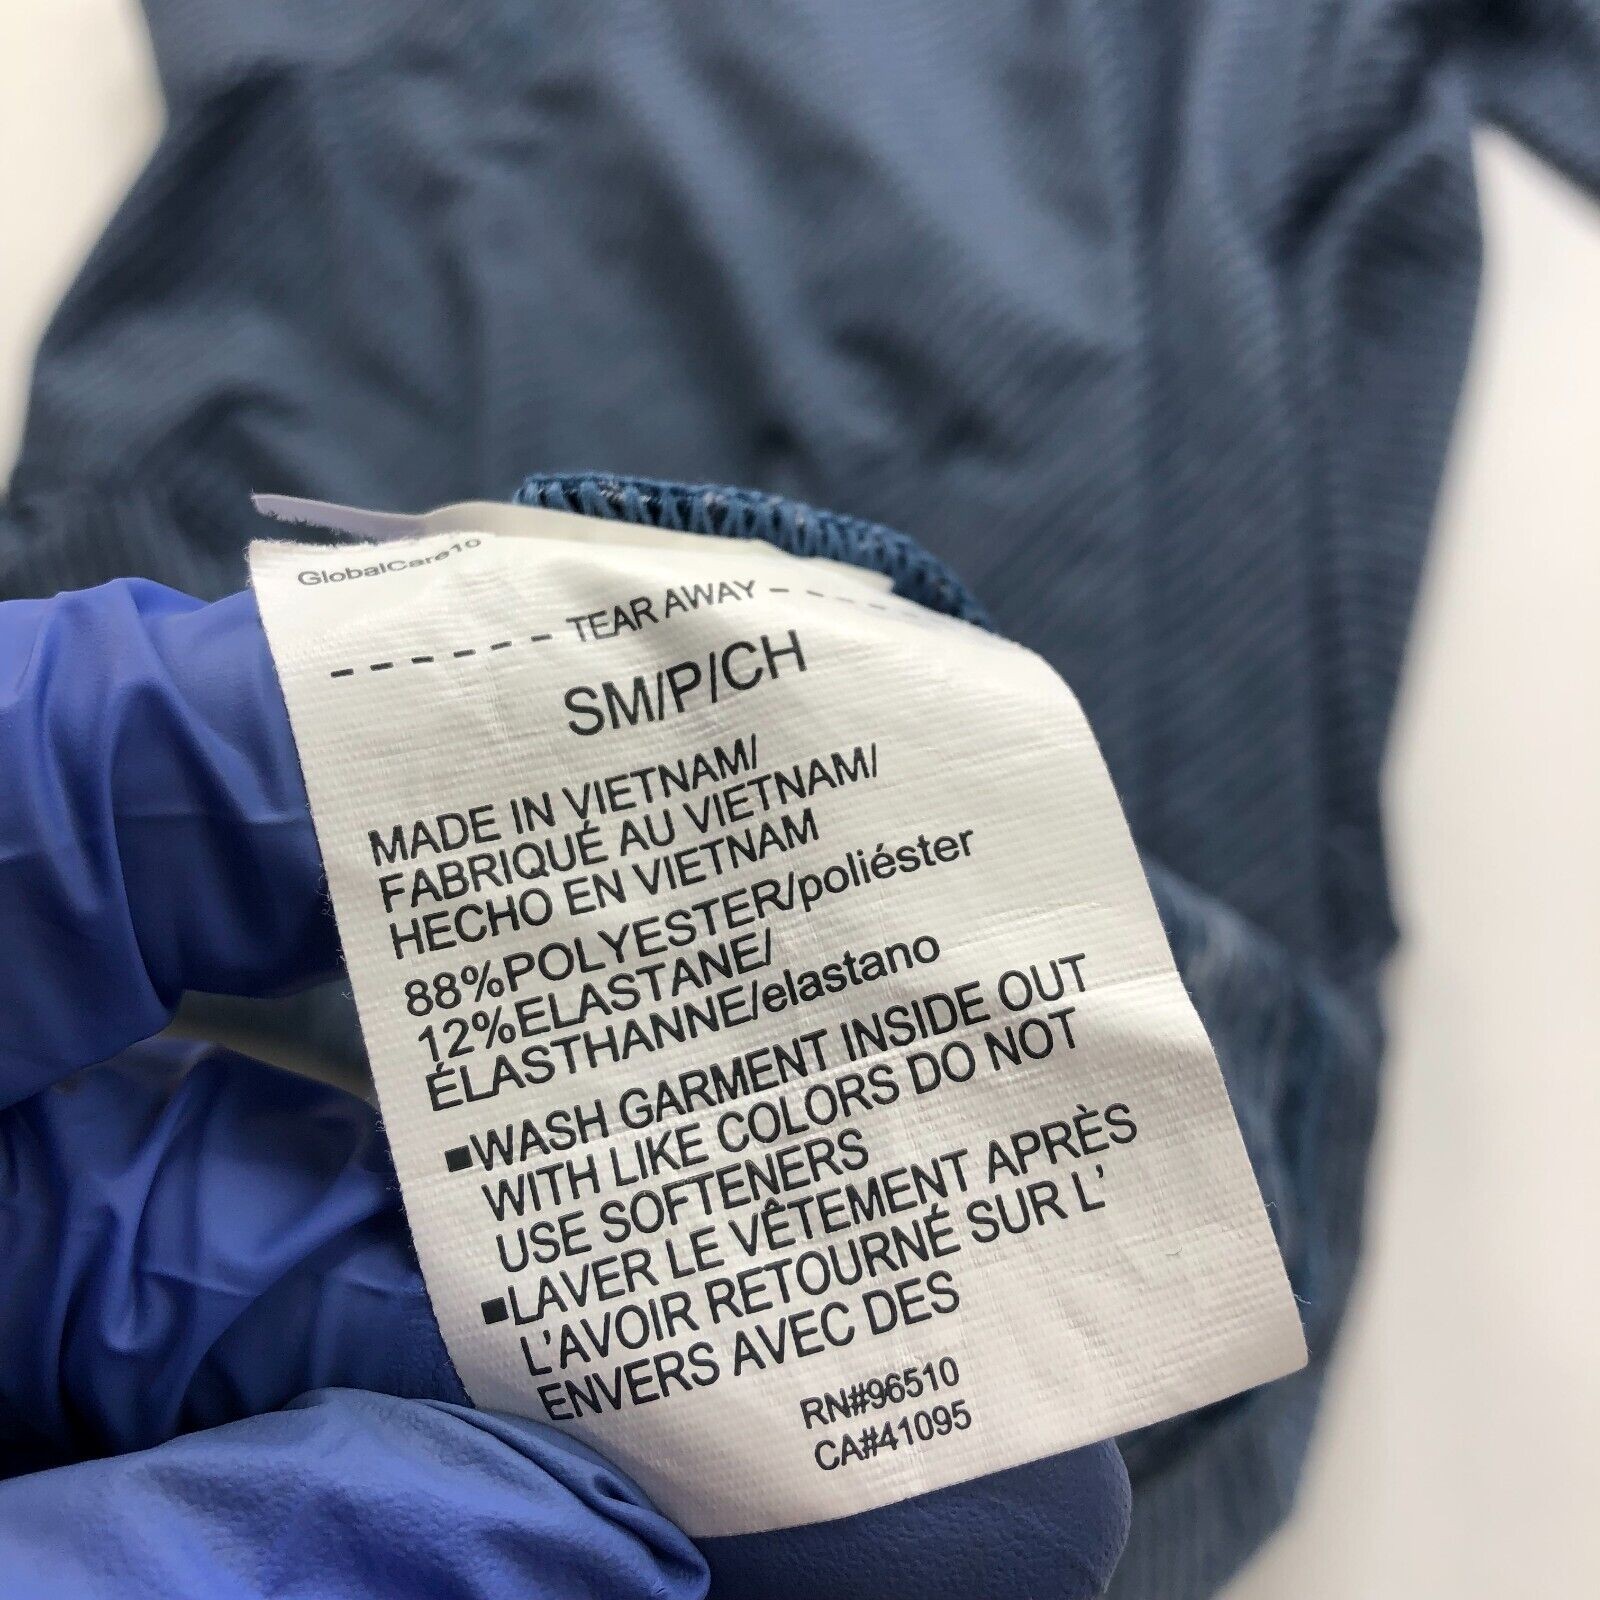 GlobalCare10
TEAR AWAY
SM/P/CH
MADE IN VIETNAM/
FABRIQUÉ AU VIETNAM/
HECHO EN VIETNAM
88%POLYESTER/poliéster
12%ELASTANE/
ÉLASTHANNE/elastano
■WASH GARMENT INSIDE OUT
WITH LIKE COLORS DO NOT
USE SOFTENERS
■LAVER LE VÊTEMENT APRÈS
L'AVOIR RETOURNÉ SUR L'
ENVERS AVEC DES
RN#96510
CA#41095